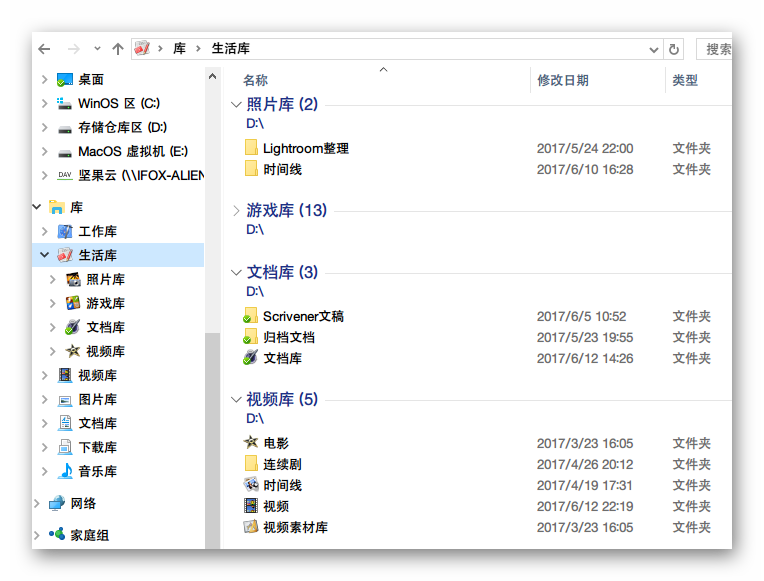 库 生活库 搜索
桌面
WinOS 区 (C:)
存储仓库区 (D:)
MacOS 虚拟机 (E:)
DAV 坚果云 (\\IFOX-ALIEN
库
工作库
生活库
照片库
游戏库
文档库
视频库
视频库
图片库
文档库
下载库
音乐库
网络
家庭组
名称 修改日期 类型
照片库 (2)
D:\
Lightroom整理 2017/5/24 22:00 文件夹
时间线 2017/6/10 16:28 文件夹
游戏库 (13)
D:\
文档库 (3)
D:\
Scrivener文稿 2017/6/5 10:52 文件夹
归档文档 2017/5/23 19:55 文件夹
文档库 2017/6/12 14:26 文件夹
视频库 (5)
D:\
电影 2017/3/23 16:05 文件夹
连续剧 2017/4/26 20:12 文件夹
时间线 2017/4/19 17:31 文件夹
视频 2017/6/12 22:19 文件夹
视频素材库 2017/3/23 16:05 文件夹